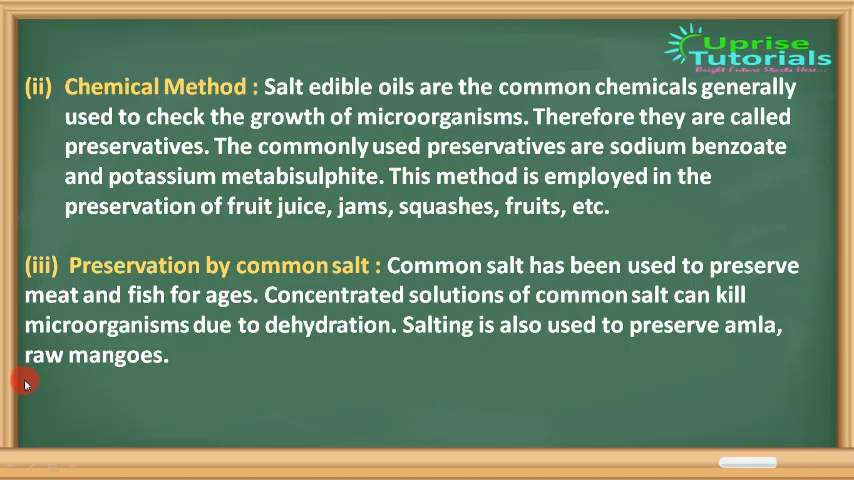 Uprise
Tutorials
Bright Future Starts Here...
(ii) Chemical Method : Salt edible oils are the common chemicals generally
used to check the growth of microorganisms. Therefore they are called
preservatives. The commonly used preservatives are sodium benzoate
and potassium metabisulphite. This method is employed in the
preservation of fruit juice, jams, squashes, fruits, etc.
(iii) Preservation by common salt : Common salt has been used to preserve
meat and fish for ages. Concentrated solutions of common salt can kill
microorganisms due to dehydration. Salting is also used to preserve amla,
raw mangoes.